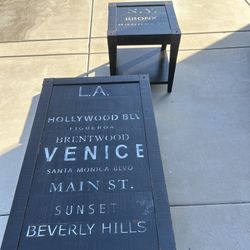 N.Y.
BRONX
L.A.
HOLLYWOOD BLV
FIGUEROA
BRENTWOOD
VENICE
SANTA MONICA BLVD
MAIN ST.
SUNSET
BEVERLY HILLS